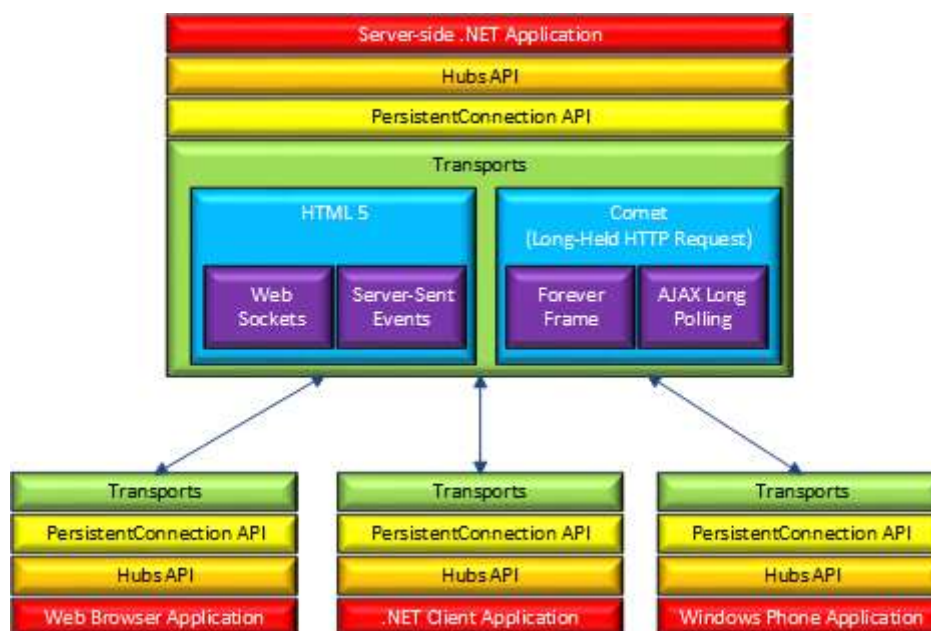 Server-side .NET Application
Hubs API
PersistentConnection API
Transports
HTML 5
Web
Sockets
Server-Sent
Events
Comet
(Long-Held HTTP Request)
Forever
Frame
AJAX Long
Polling
Transports
PersistentConnection API
Hubs API
Web Browser Application
Transports
PersistentConnection API
Hubs API
.NET Client Application
Transports
PersistentConnection API
Hubs API
Windows Phone Application